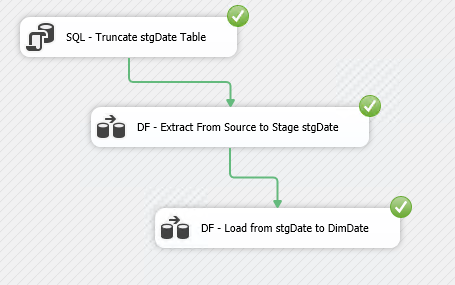 SQL - Truncate stgDate Table
DF - Extract From Source to Stage stgDate
DF - Load from stgDate to DimDate